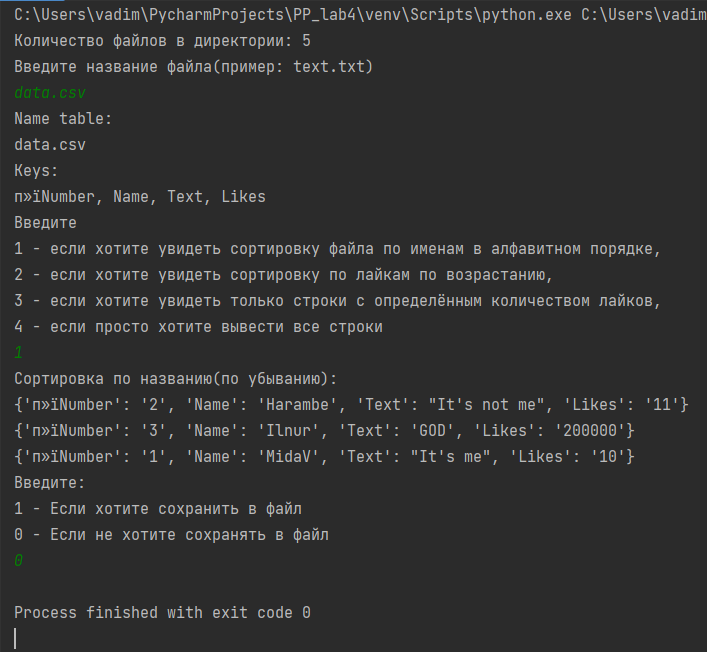 C:\Users\vadim\PycharmProjects\PP_lab4\venv\Scripts\python.exe C:\Users\vadim
Количество файлов в директории: 5
Введите название файла(пример: text.txt)
data.csv
Name table:
data.csv
Keys:
п»їNumber, Name, Text, Likes
Введите
1 - если хотите увидеть сортировку файла по именам в алфавитном порядке,
2 - если хотите увидеть сортировку по лайкам по возрастанию,
3 - если хотите увидеть только строки с определённым количеством лайков,
4 - если просто хотите вывести все строки
1
Сортировка по названию(по убыванию):
{'п»їNumber': '2', 'Name': 'Harambe', 'Text': "It's not me", 'Likes': '11'}
{'п»їNumber': '3', 'Name': 'Ilnur', 'Text': 'GOD', 'Likes': '200000'}
{'п»їNumber': '1', 'Name': 'MidaV', 'Text': "It's me", 'Likes': '10'}
Введите:
1 - Если хотите сохранить в файл
0 - Если не хотите сохранять в файл
0
Process finished with exit code 0